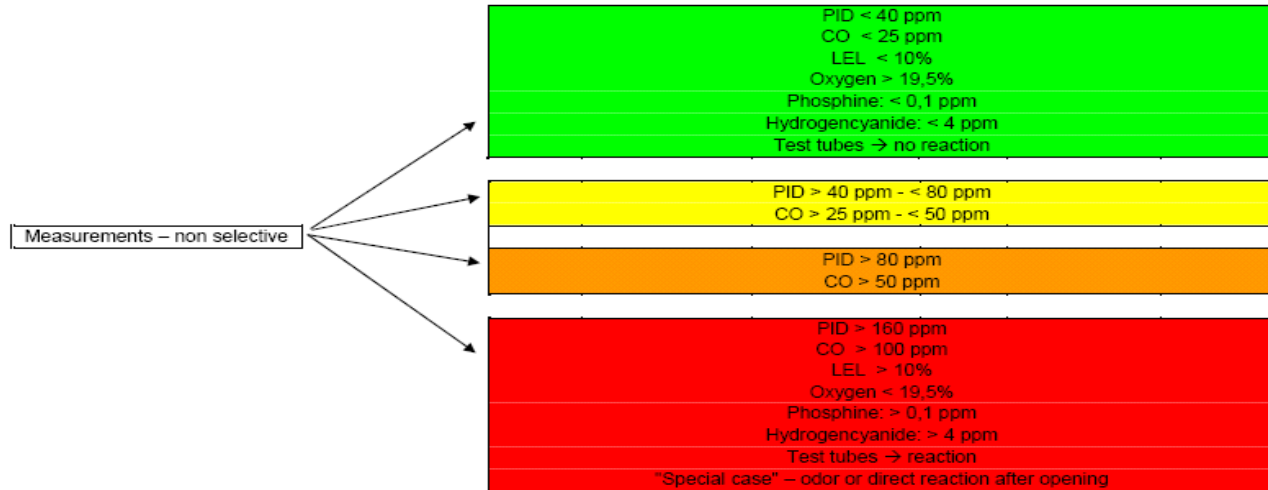 PID < 40 ppm
CO < 25 ppm
LEL < 10%
Oxygen > 19,5%
Phosphine: < 0,1 ppm
Hydrogencyanide: < 4 ppm
Test tubes → no reaction
PID > 40 ppm - < 80 ppm
CO > 25 ppm - < 50 ppm
Measurements – non selective
PID > 80 ppm
CO > 50 ppm
PID > 160 ppm
CO > 100 ppm
LEL > 10%
Oxygen < 19,5%
Phosphine: > 0,1 ppm
Hydrogencyanide: > 4 ppm
Test tubes → reaction
"Special case" – odor or direct reaction after opening